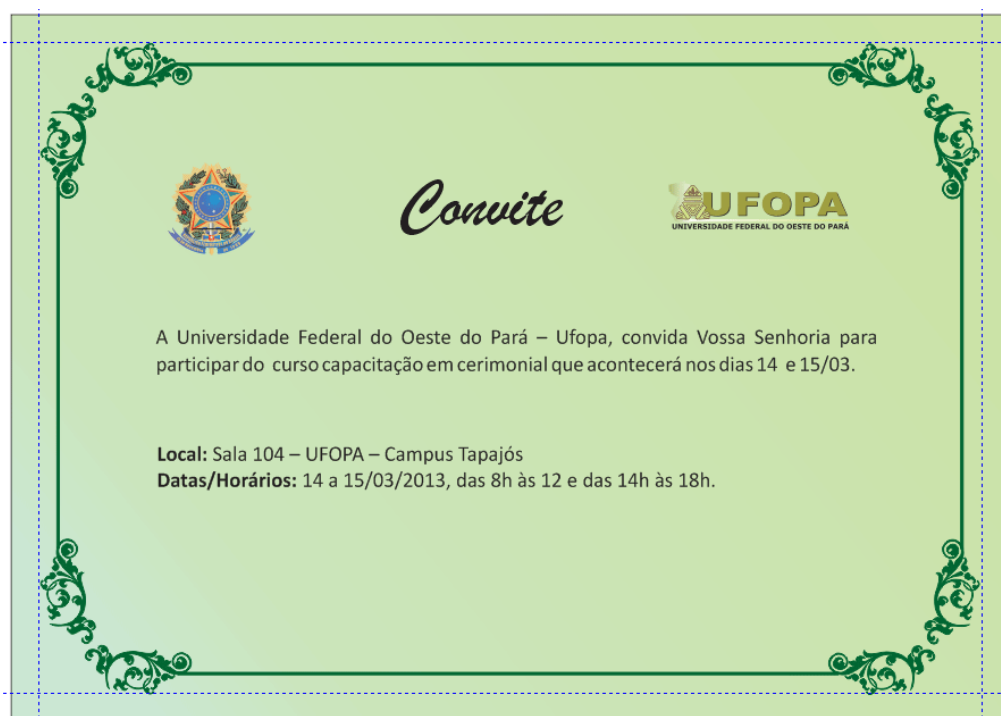 Convite
UFOPA
UNIVERSIDADE FEDERAL DO OESTE DO PARÁ
A Universidade Federal do Oeste do Pará – Ufopa, convida Vossa Senhoria para
participar do curso capacitação em cerimonial que acontecerá nos dias 14 e 15/03.
Local: Sala 104 – UFOPA – Campus Tapajós
Datas/Horários: 14 a 15/03/2013, das 8h às 12 e das 14h às 18h.